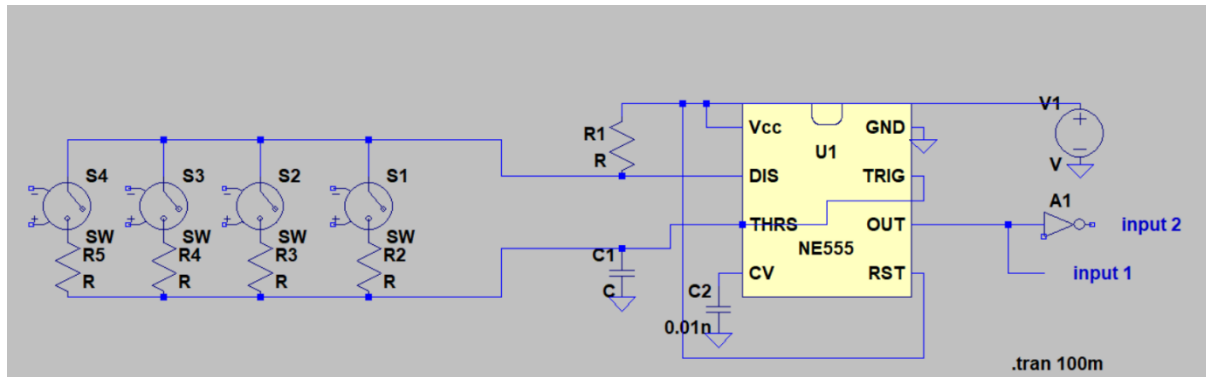 V1
R1
Vcc
GND
U1
R
V
S4
S3
S2
S1
DIS
TRIG
A1
SW
SW
SW
SW
THRS
OUT
input 2
R5
R4
R3
R2
C1
NE555
input 1
R
R
R
R
C
CV
RST
C2
0.01n
.tran 100m